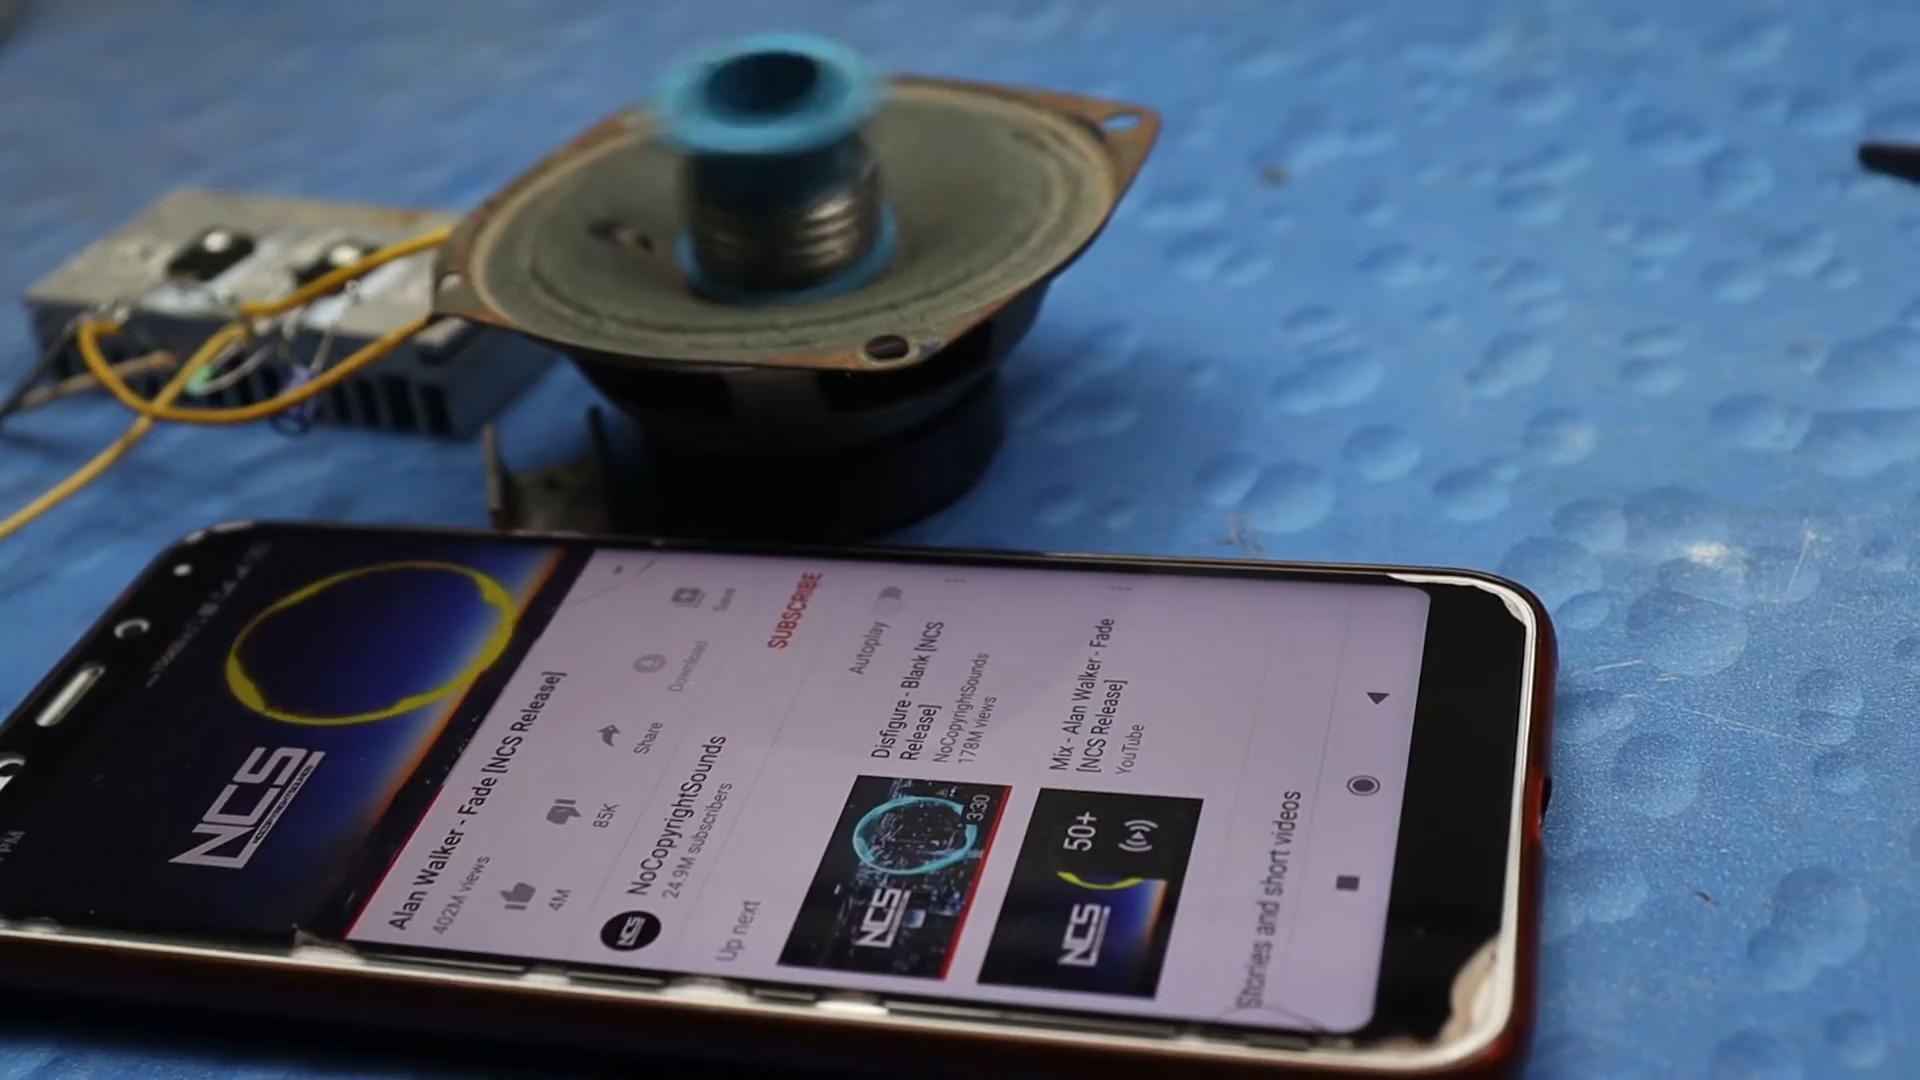 NCS
Alan Walker - Fade [NCS Release]
402M views
4M
85K
Share
Download
Save
NCS
NoCopyrightSounds
24.9M subscribers
SUBSCRIBE
Up next
Autoplay
NCS
3:30
Disfigure - Blank [NCS
Release]
NoCopyrightSounds
178M views
NCS
50+
Mix - Alan Walker - Fade
[NCS Release]
YouTube
Stories and short videos